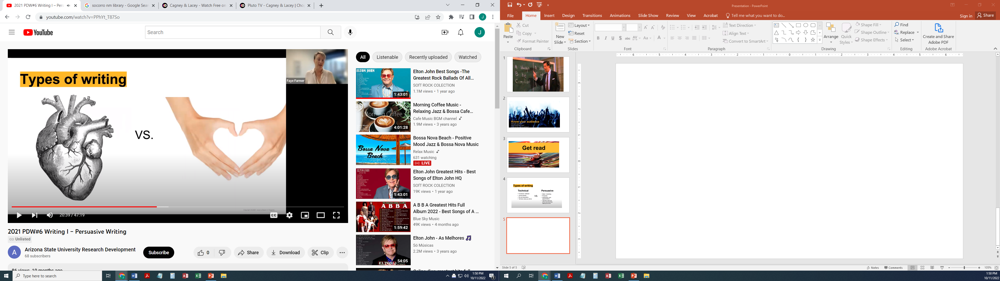 2021 PDW#6 Writing I – Pers
socorro nm library - Google Sear
Cagney & Lacey - Watch Free on
Pluto TV - Cagney & Lacey | Cho
youtube.com/watch?v=PPhYt_T87So
YouTube
Search
J
Types of writing
VS.
Faye Farmer
20:39 / 47:19
CC
2021 PDW#6 Writing I – Persuasive Writing
Unlisted
A
Arizona State University Research Development
68 subscribers
Subscribe
0
Share
Download
Clip
86 views 10 months ago
All
Listenable
Recently uploaded
Watched
ELTON JOHN
1:43:01
Elton John Best Songs -The
Greatest Rock Ballads Of All...
SOfT ROCK COLECTION
1.1M views • 1 year ago
Morning Coffee
4:01:28
Morning Coffee Music -
Relaxing Jazz & Bossa Cafe...
Cafe Music BGM channel
1.9M views • 3 years ago
Bossa Nova
Beach
Bossa Nova Beach - Positive
Mood Jazz & Bossa Nova Music
Relax Music
631 watching
LIVE
ELTON JOHN
1:43:01
Elton John Greatest Hits - Best
Songs of Elton John HQ
SOfT ROCK COLECTION
19K views • 1 year ago
ABBA
1:59:42
A B B A Greatest Hits Full
Album 2022 - Best Songs of A ...
Blue Sky Music
49K views • 4 months ago
ELTON JOHN
54:05
Elton John - As Melhores
Só Músicas
2.2M views • 3 years ago
Type here to search
1:50 PM
10/11/2022
Presentation - PowerPoint
File
Home
Insert
Design
Transitions
Animations
Slide Show
Review
View
Acrobat
Tell me what you want to do...
Sign in
Share
Paste
Cut
Copy
Format Painter
Clipboard
New
Slide
Layout
Reset
Section
Slides
B I U S abc AV Aa A
Font
Text Direction
Align Text
Convert to SmartArt
Paragraph
Arrange
Quick
Styles
Shape Fill
Shape Outline
Shape Effects
Drawing
Find
Replace
Select
Editing
Create and Share
Adobe PDF
Adobe Acrobat
1
A always
B be
C Compliant
2
Know your audience
3
Get read
4
Types of writing
Technical
VS.
Persuasive
5
Slide 5 of 5
Notes
Comments
105%
1:50 PM
10/11/2022